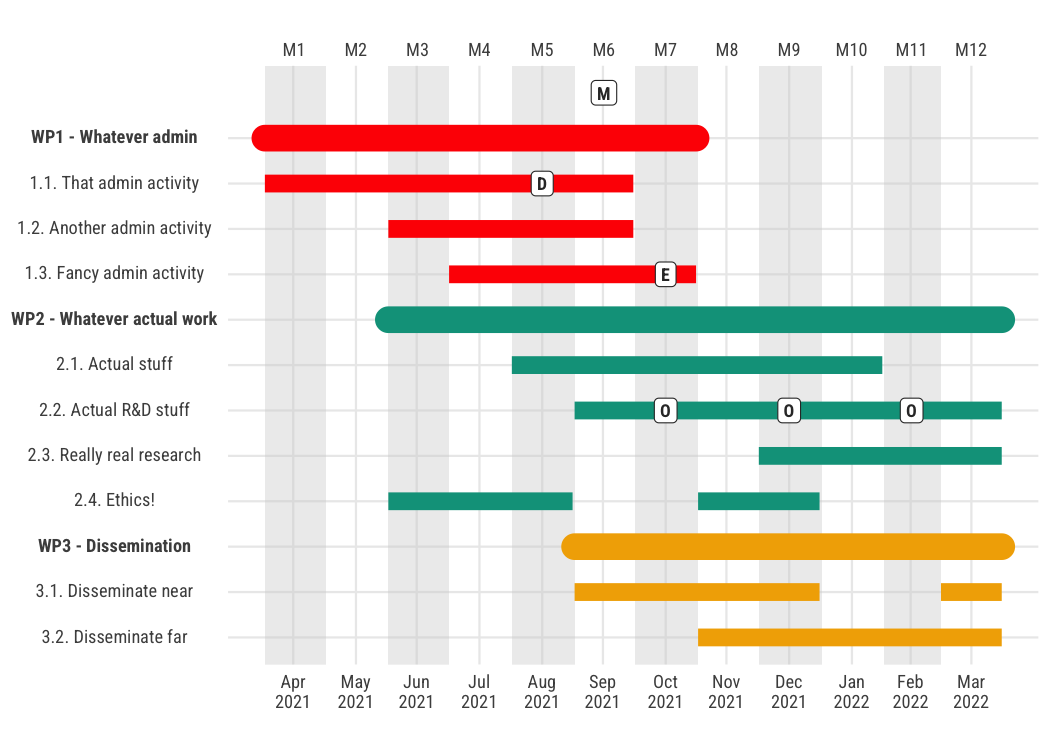 M1 M2 M3 M4 M5 M6 M7 M8 M9 M10 M11 M12
M
WP1 - Whatever admin
1.1. That admin activity D
1.2. Another admin activity
1.3. Fancy admin activity E
WP2 - Whatever actual work
2.1. Actual stuff
2.2. Actual R&D stuff O O O
2.3. Really real research
2.4. Ethics!
WP3 - Dissemination
3.1. Disseminate near
3.2. Disseminate far
Apr May Jun Jul Aug Sep Oct Nov Dec Jan Feb Mar
2021 2021 2021 2021 2021 2021 2021 2021 2021 2022 2022 2022